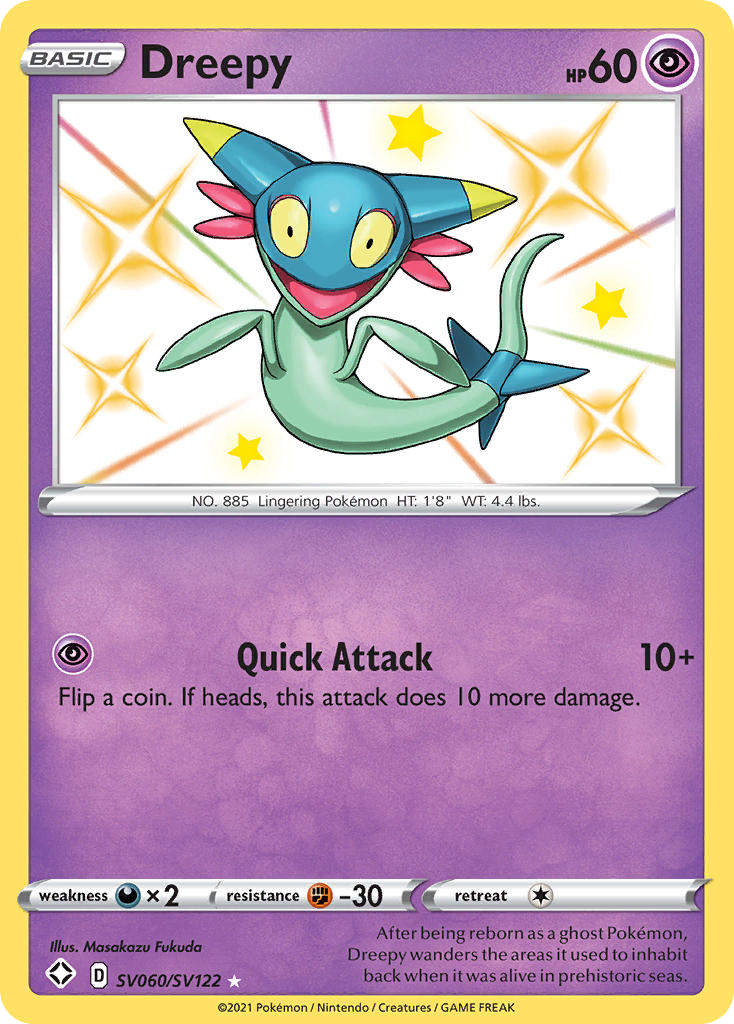 BASIC Dreepy HP60
NO. 885 Lingering Pokémon HT: 1'8" WT: 4.4 lbs.
Quick Attack 10+
Flip a coin. If heads, this attack does 10 more damage.
weakness ×2 resistance -30 retreat
Illus. Masakazu Fukuda
After being reborn as a ghost Pokémon,
Dreepy wanders the areas it used to inhabit
back when it was alive in prehistoric seas.
D SV060/SV122
©2021 Pokémon / Nintendo / Creatures / GAME FREAK